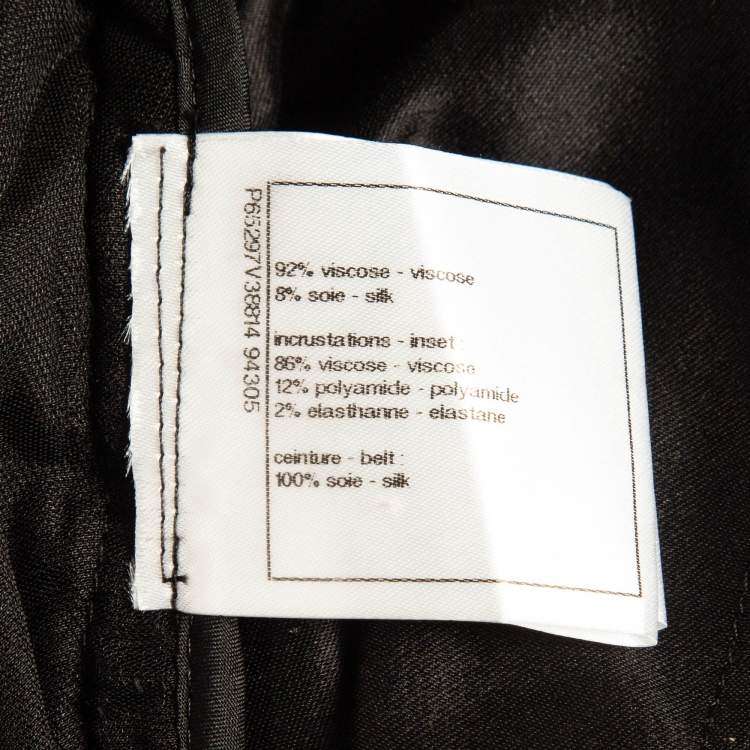 P65297V38814 94305
92% viscose - viscose
8% soie - silk
incrustations - inset :
86% viscose - viscose
12% polyamide - polyamide
2% elasthanne - elastane
ceinture - belt :
100% soie - silk